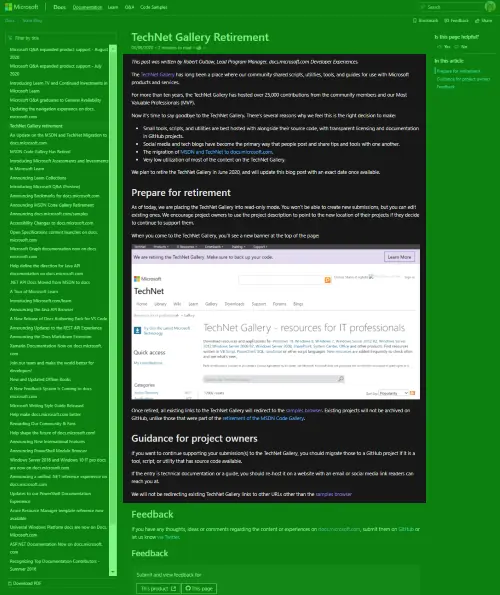 Microsoft Docs Documentation Learn Q&A Code Samples Search
Docs Docs Blog Bookmark Feedback Share
Filter by title
Microsoft Q&A expanded product support - August
2020
Microsoft Q&A expanded product support - July
2020
Introducing Learn TV and Continued Investments in
Microsoft Learn
Microsoft Q&A graduates to General Availability
Updating the navigation experience on docs.microsoft.com
TechNet Gallery retirement
An Update on the MSDN and TechNet Migration to docs.microsoft.com
MSDN Code Gallery Has Retired
Introducing Microsoft Assessments and Investments
in Microsoft Learn
Announcing Learn Collections
Introducing Microsoft Q&A (Preview)
Announcing MSDN Code Gallery Retirement
Announcing docs.microsoft.com/samples
Accessibility Changes to docs.microsoft.com
Open Specifications content launches on docs.microsoft.com
Microsoft Graph documentation now on docs.microsoft.com
Help define the direction for Java API
documentation on docs.microsoft.com
.NET API Docs Moved from MSDN to docs
A Tour of Microsoft Learn
Introducing Microsoft.com/learn
Announcing the Java API Browser
A New Release of Docs Authoring Pack for VS Code
Announcing Updates to the REST API Experience
Announcing the Docs Markdown Extension
Xamarin Documentation Now on docs.microsoft.com
Join our team and make the world better for
developers!
New and Updated Offline Books
A New Feedback System Is Coming to docs
Microsoft Writing Style Guide Released
Help make docs.microsoft.com better
Rewarding Our Community & Fans
Help shape the future of docs.microsoft.com!
Announcing New International Features
Announcing PowerShell Module Browser
Windows Server 2016 and Windows 10 IT pro docs
are now on docs.microsoft.com
Announcing a unified .NET reference experience on
docs.microsoft.com
Updates to our PowerShell Documentation
Experience
Azure Resource Manager template reference now
available
Universal Windows Platform docs are now on Docs.
Microsoft.com
ASP.NET Documentation Now on docs.microsoft.com
Recognizing Top Documentation Contributors -
Summer 2016
Download PDF
TechNet Gallery Retirement
2 minutes to read
This post was written by Robert Outlaw, Lead Program Manager, docs.microsoft.com Developer Experiences.
The TechNet Gallery has long been a place where our community shared scripts, utilities, tools, and guides for use with Microsoft
products and services.
For more than ten years, the TechNet Gallery has hosted over 25,000 contributions from the community members and our Most
Valuable Professionals (MVP).
Now it's time to say goodbye to the TechNet Gallery. There's several reasons why we feel this is the right decision to make:
Small tools, scripts, and utilities are best hosted with alongside their source code, with transparent licensing and documentation
in GitHub projects.
Social media and tech blogs have become the primary way that people post and share tips and tools with one another.
The migration of MSDN and TechNet to docs.microsoft.com.
Very low utilization of most of the content on the TechNet Gallery.
We plan to retire the TechNet Gallery in June 2020, and will update this blog post with an exact date once available.
Prepare for retirement
As of today, we are placing the TechNet Gallery into read-only mode. You won't be able to create new submissions, but you can edit
existing ones. We encourage project owners to use the project description to point to the new location of their projects if they decide
to continue to support them.
When you come to the TechNet Gallery, you'll see a new banner at the top of the page:
We are retiring the TechNet Gallery. Make sure to back up your code. Learn More
Microsoft
TechNet
Home Library Wiki Learn Gallery Downloads Support Forums Blogs
TechNet Gallery - resources for IT professionals
Quick access
My contributions
Categories
Once retired, all existing links to the TechNet Gallery will redirect to the samples browser. Existing projects will not be archived on
GitHub, unlike those that were part of the retirement of the MSDN Code Gallery.
Guidance for project owners
If you want to continue supporting your submission(s) to the TechNet Gallery, you should migrate those to a GitHub project if it is a
tool, script, or utility that has source code available.
If the entry is technical documentation or a guide, you should re-host it on a website with an email or social media link readers can
reach you at.
We will not be redirecting existing TechNet Gallery links to other URLs other than the samples browser
Feedback
If you have any thoughts, ideas or comments regarding the content or experiences on docs.microsoft.com, submit them on GitHub or
let us know via Twitter.
Feedback
Submit and view feedback for
This product This page
Is this page helpful?
Yes No
In this article
Prepare for retirement
Guidance for project owners
Feedback